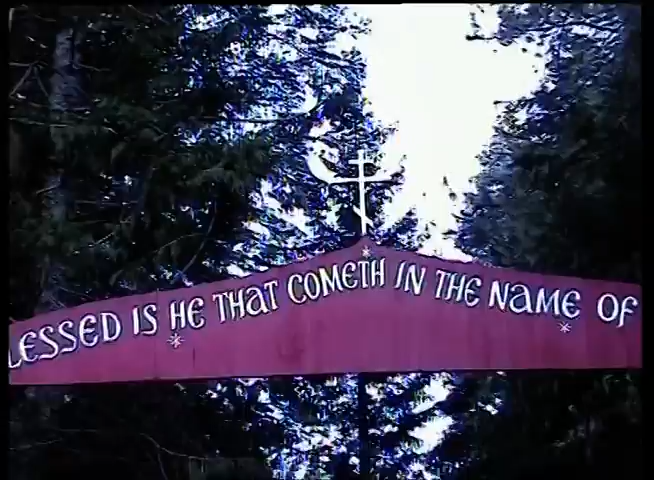 LESSED IS HE THAT COMETH IN THE NAME OF